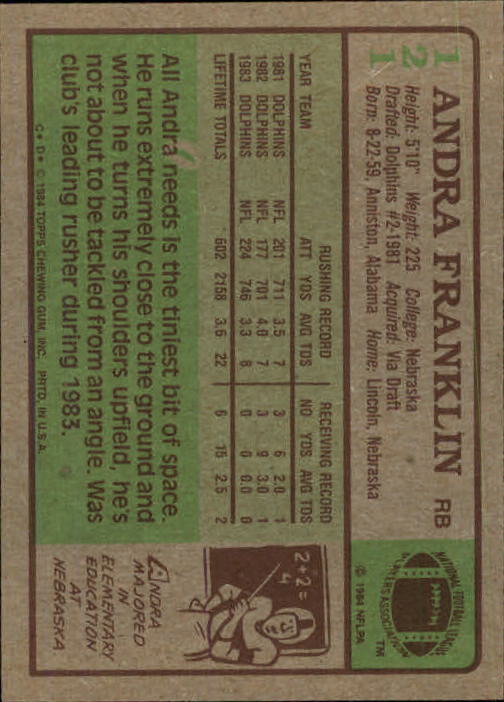 121
ANDRA FRANKLIN RB
Height: 5'10" Weight: 225 College: Nebraska
Drafted: Dolphins #2-1981 Acquired: Via Draft
Born: 8-22-59, Anniston, Alabama Home: Lincoln, Nebraska
NATIONAL FOOTBALL LEAGUE
PLAYERS ASSOCIATION
TM
© 1984 NFLPA
RUSHING RECORD RECEIVING RECORD
YEAR TEAM ATT YDS AVG TDS NO YDS AVG TDS
1981 DOLPHINS NFL 201 711 3.5 7 3 6 2.0 1
1982 DOLPHINS NFL 177 701 4.0 7 3 9 3.0 1
1983 DOLPHINS NFL 224 746 3.3 8 0 0 0.0 0
LIFETIME TOTALS 602 2158 3.6 22 6 15 2.5 2
All Andra needs is the tiniest bit of space.
He runs extremely close to the ground and
when he turns his shoulders upfield, he's
not about to be tackled from an angle. Was
club's leading rusher during 1983.
2+2=
4
ANDRA
MAJORED
IN
ELEMENTARY
EDUCATION
AT
NEBRASKA
C★ D★ © 1984 TOPPS CHEWING GUM, INC. PRTD. IN U.S.A.